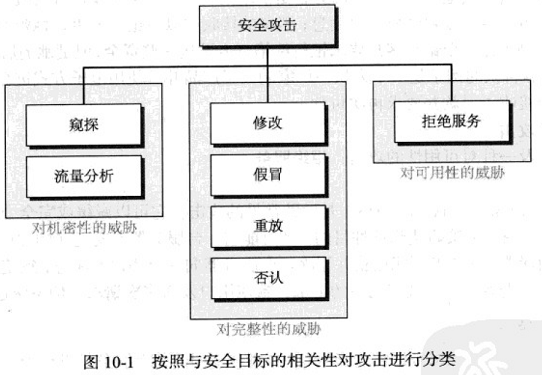 安全攻击
窥探
流量分析
对机密性的威胁
修改
假冒
重放
否认
对完整性的威胁
拒绝服务
对可用性的威胁
图 10-1 按照与安全目标的相关性对攻击进行分类